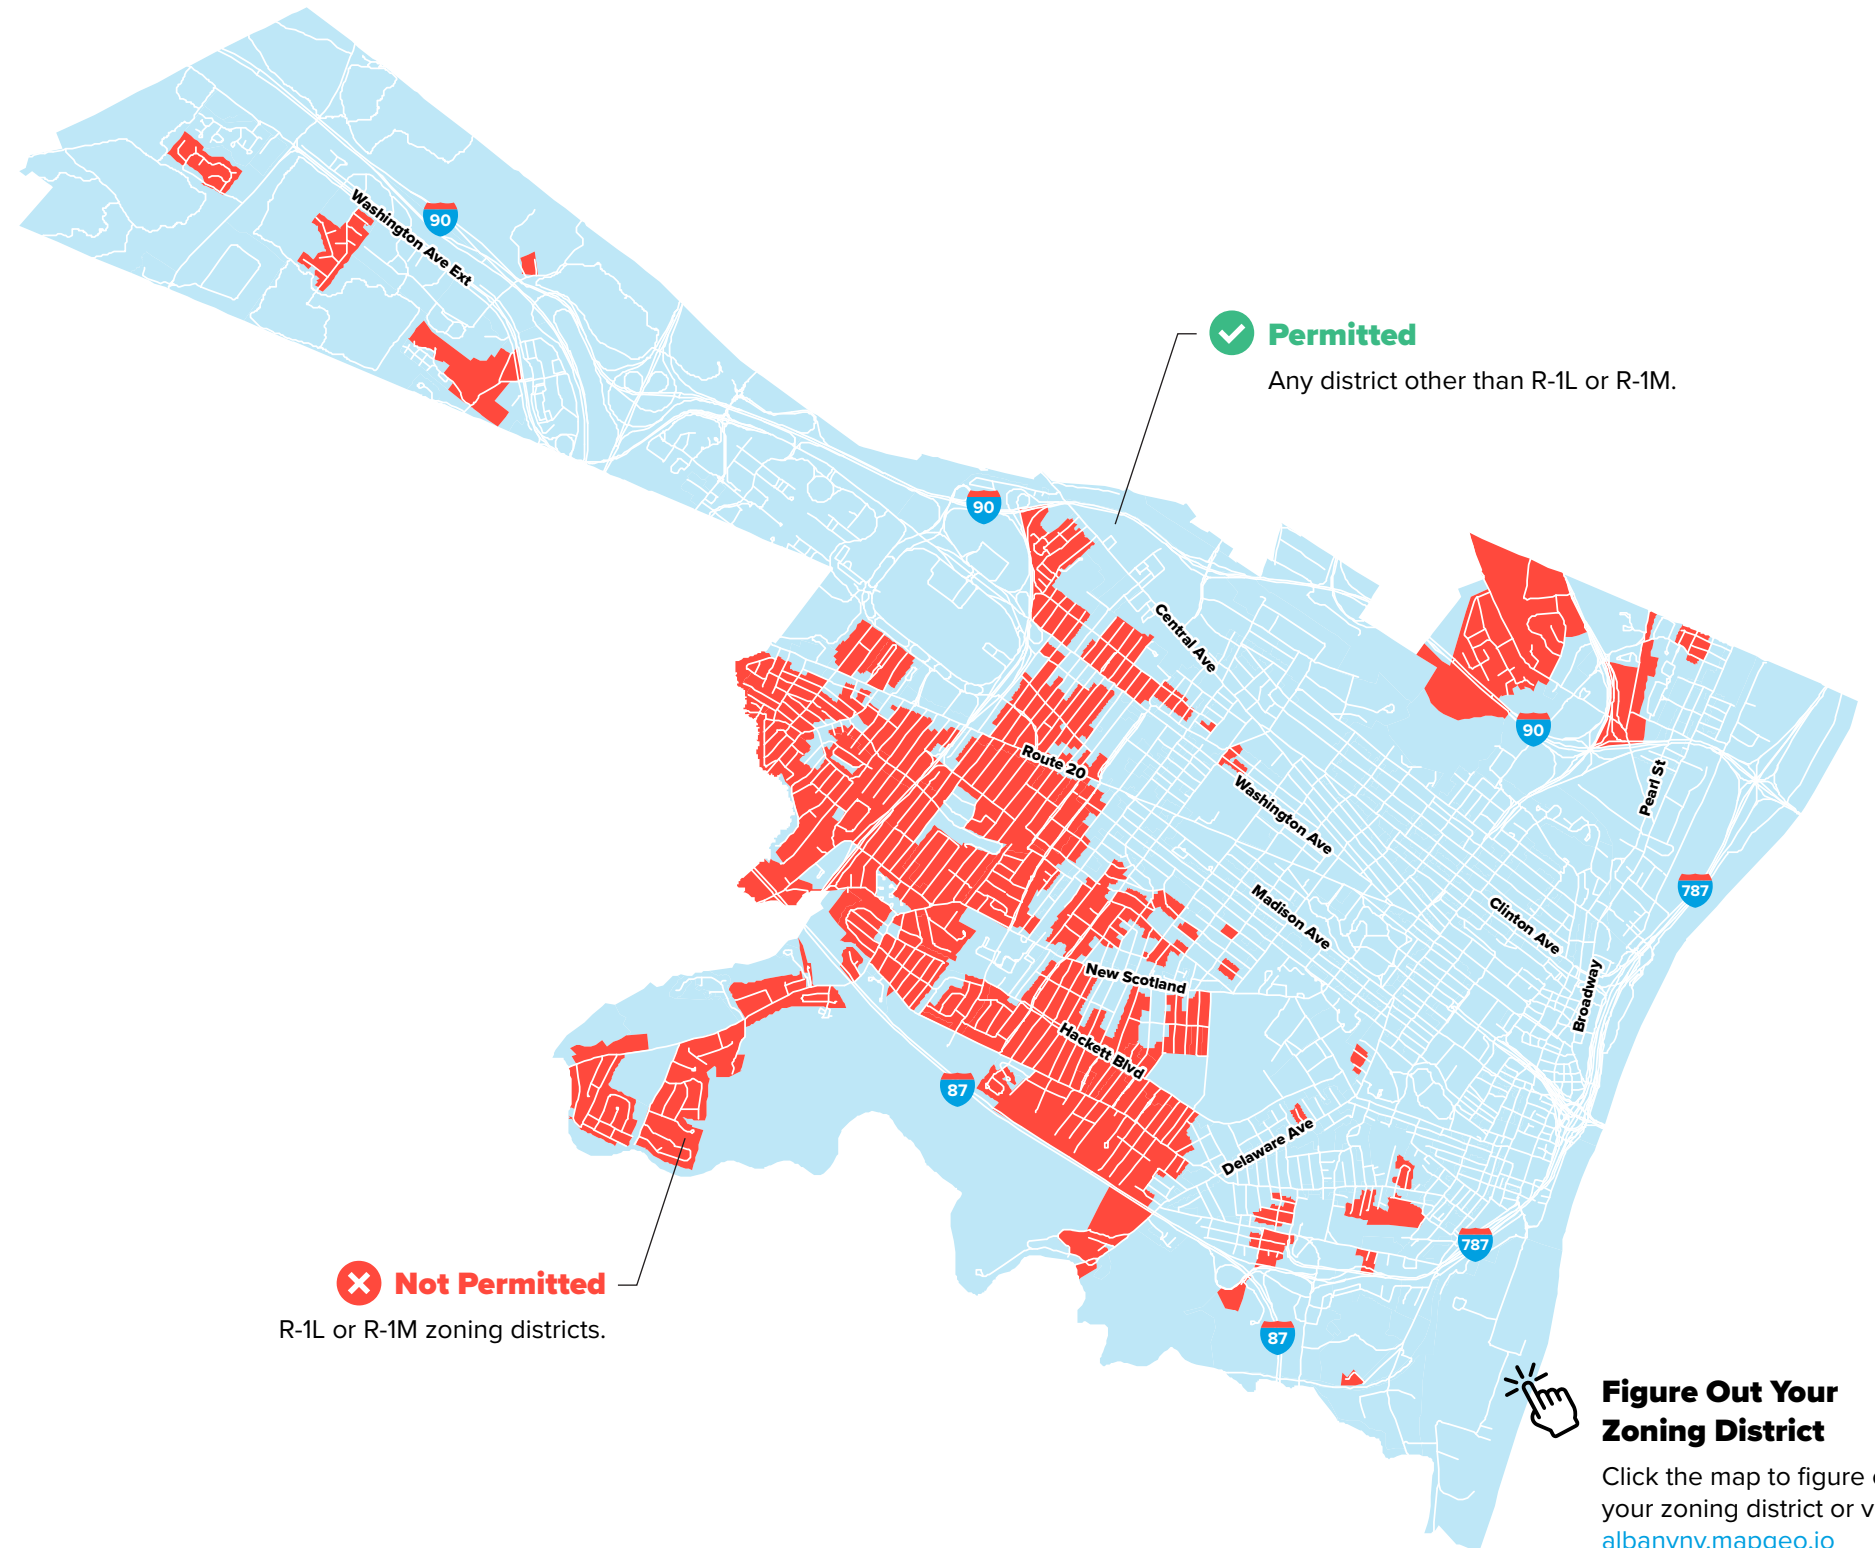 Washington Ave Ext
90
Permitted
Any district other than R-1L or R-1M.
90
Central Ave
90
Route 20
Pearl St
Washington Ave
787
Madison Ave
Clinton Ave
New Scotland
Broadway
Hackett Blvd
87
Delaware Ave
787
Not Permitted
R-1L or R-1M zoning districts.
87
Figure Out Your
Zoning District
Click the map to figure
your zoning district or
albanyny.mapgeo.io